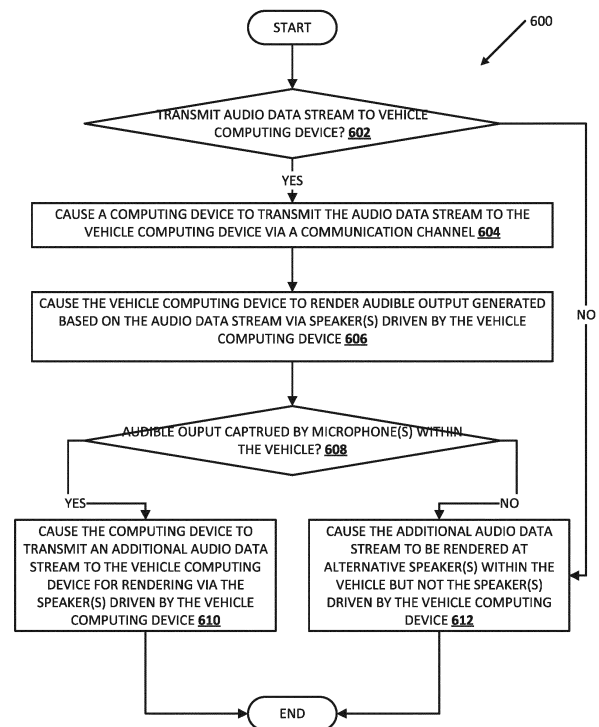 START
600
TRANSMIT AUDIO DATA STREAM TO VEHICLE
COMPUTING DEVICE? 602
YES
CAUSE A COMPUTING DEVICE TO TRANSMIT THE AUDIO DATA STREAM TO THE
VEHICLE COMPUTING DEVICE VIA A COMMUNICATION CHANNEL 604
CAUSE THE VEHICLE COMPUTING DEVICE TO RENDER AUDIBLE OUTPUT GENERATED
BASED ON THE AUDIO DATA STREAM VIA SPEAKER(S) DRIVEN BY THE VEHICLE
COMPUTING DEVICE 606
NO
AUDIBLE OUPUT CAPTRUED BY MICROPHONE(S) WITHIN
THE VEHICLE? 608
YES
NO
CAUSE THE COMPUTING DEVICE TO
TRANSMIT AN ADDITIONAL AUDIO DATA
STREAM TO THE VEHICLE COMPUTING
DEVICE FOR RENDERING VIA THE
SPEAKER(S) DRIVEN BY THE VEHICLE
COMPUTING DEVICE 610
CAUSE THE ADDITIONAL AUDIO DATA
STREAM TO BE RENDERED AT
ALTERNATIVE SPEAKER(S) WITHIN THE
VEHICLE BUT NOT THE SPEAKER(S)
DRIVEN BY THE VEHICLE COMPUTING
DEVICE 612
END